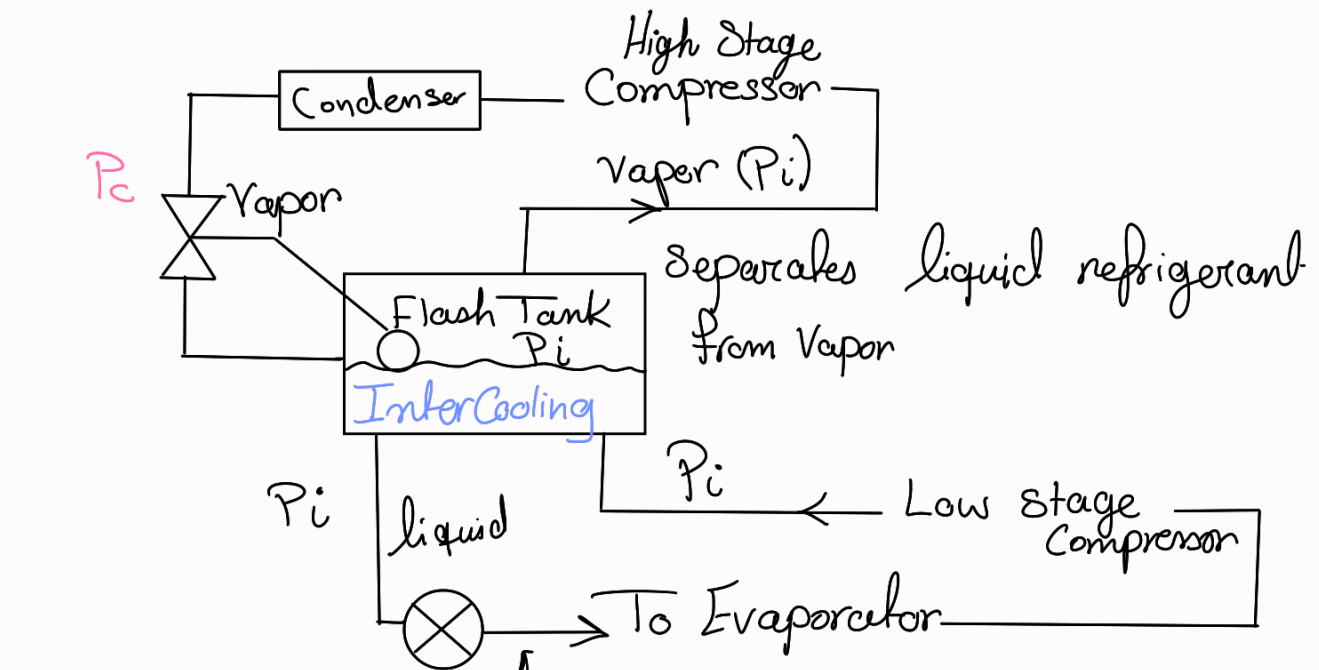 High Stage
Compressor
Condenser
Pc
Vapor
Vaper (Pi)
Separates liquid refrigerant
from Vapor
Flash Tank
Pi
InterCooling
Pi
Pi
liquid
Low Stage
Compressor
To Evaporator